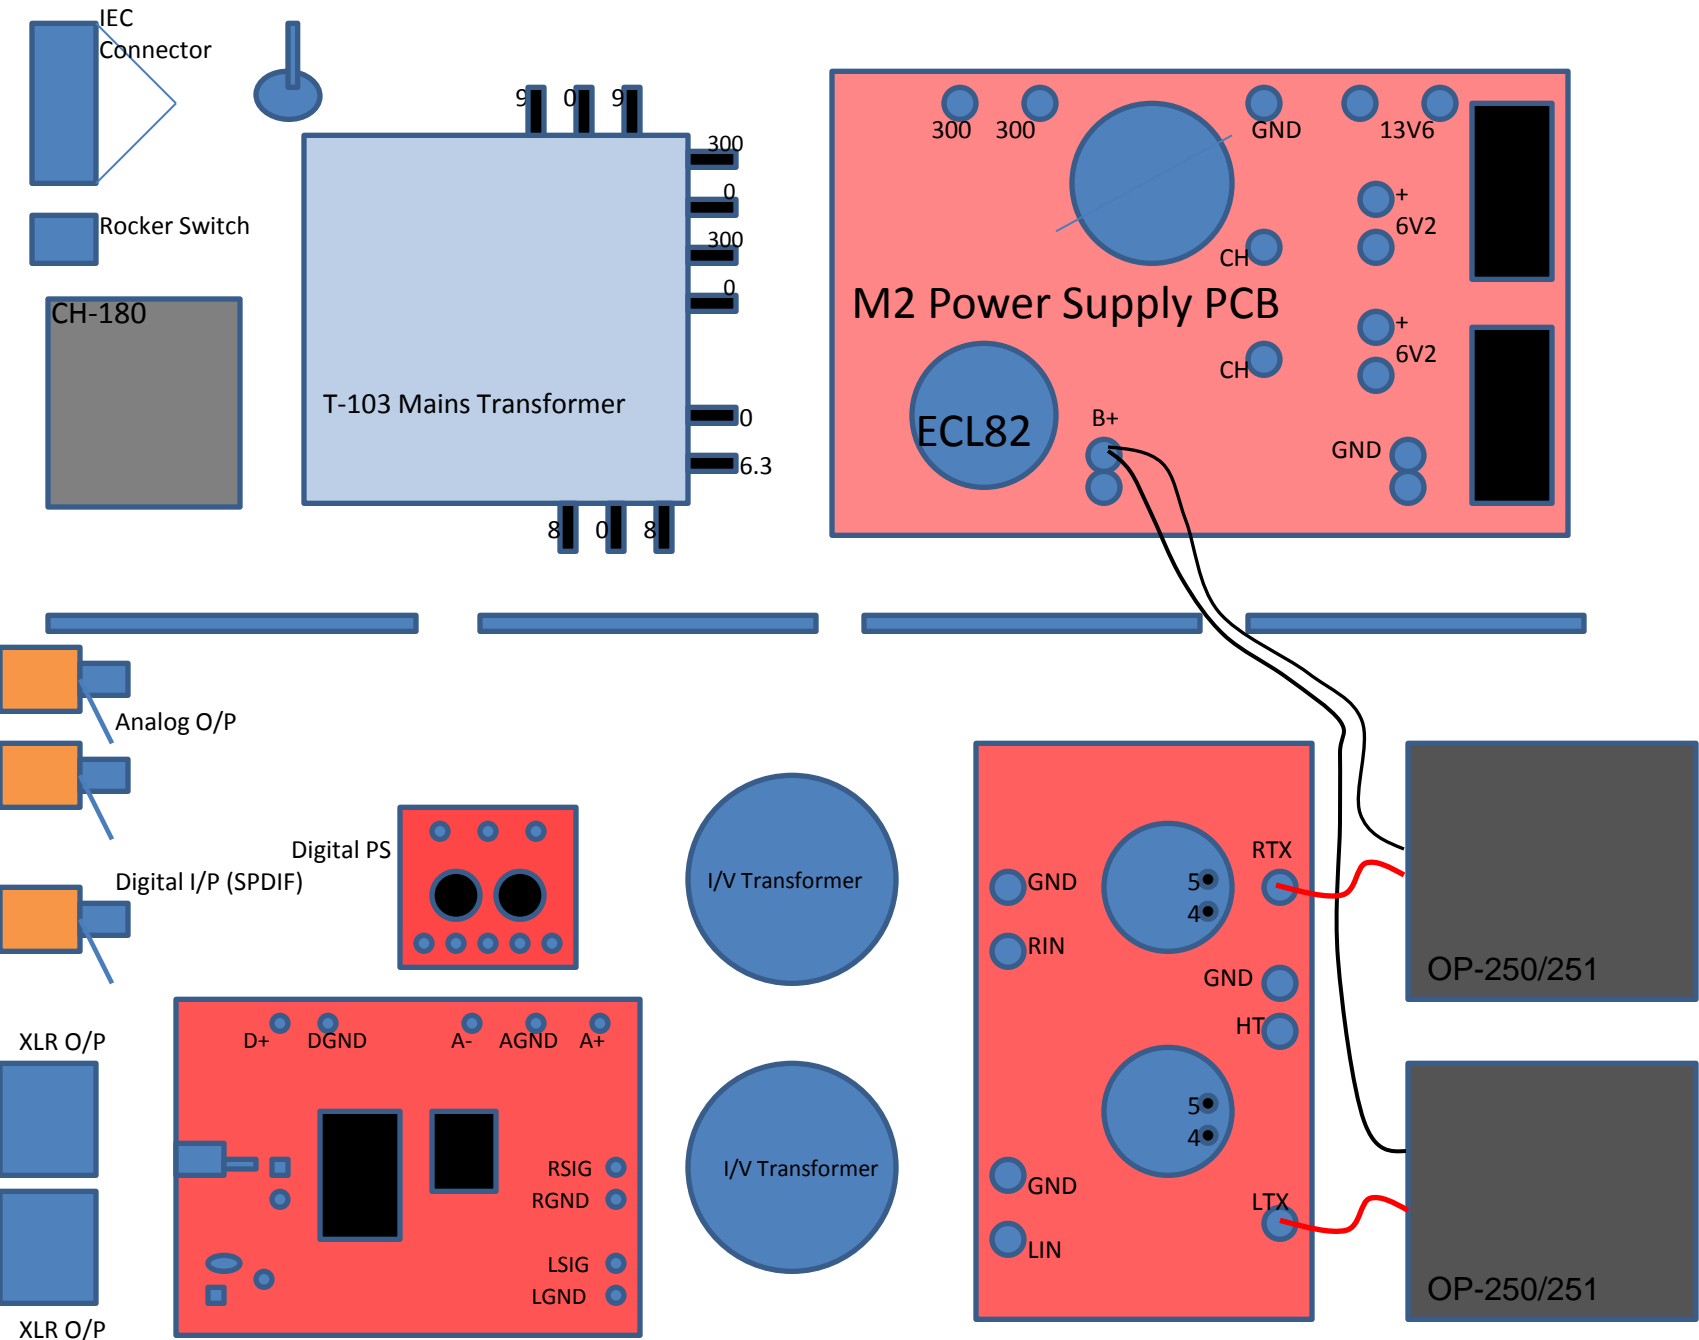 IEC
Connector
Rocker Switch
CH-180
9 0 9
300
0
300
0
T-103 Mains Transformer
0
6.3
8 0 8
300 300 GND 13V6
+
6V2
CH
M2 Power Supply PCB
+
6V2
CH
ECL82
B+
GND
Analog O/P
Digital PS
Digital I/P (SPDIF)
I/V Transformer
RTX
GND
5
4
RIN
GND
HT
OP-250/251
XLR O/P
D+ DGND A- AGND A+
RSIG
RGND
LSIG
LGND
I/V Transformer
5
4
GND
LTX
LIN
OP-250/251
XLR O/P